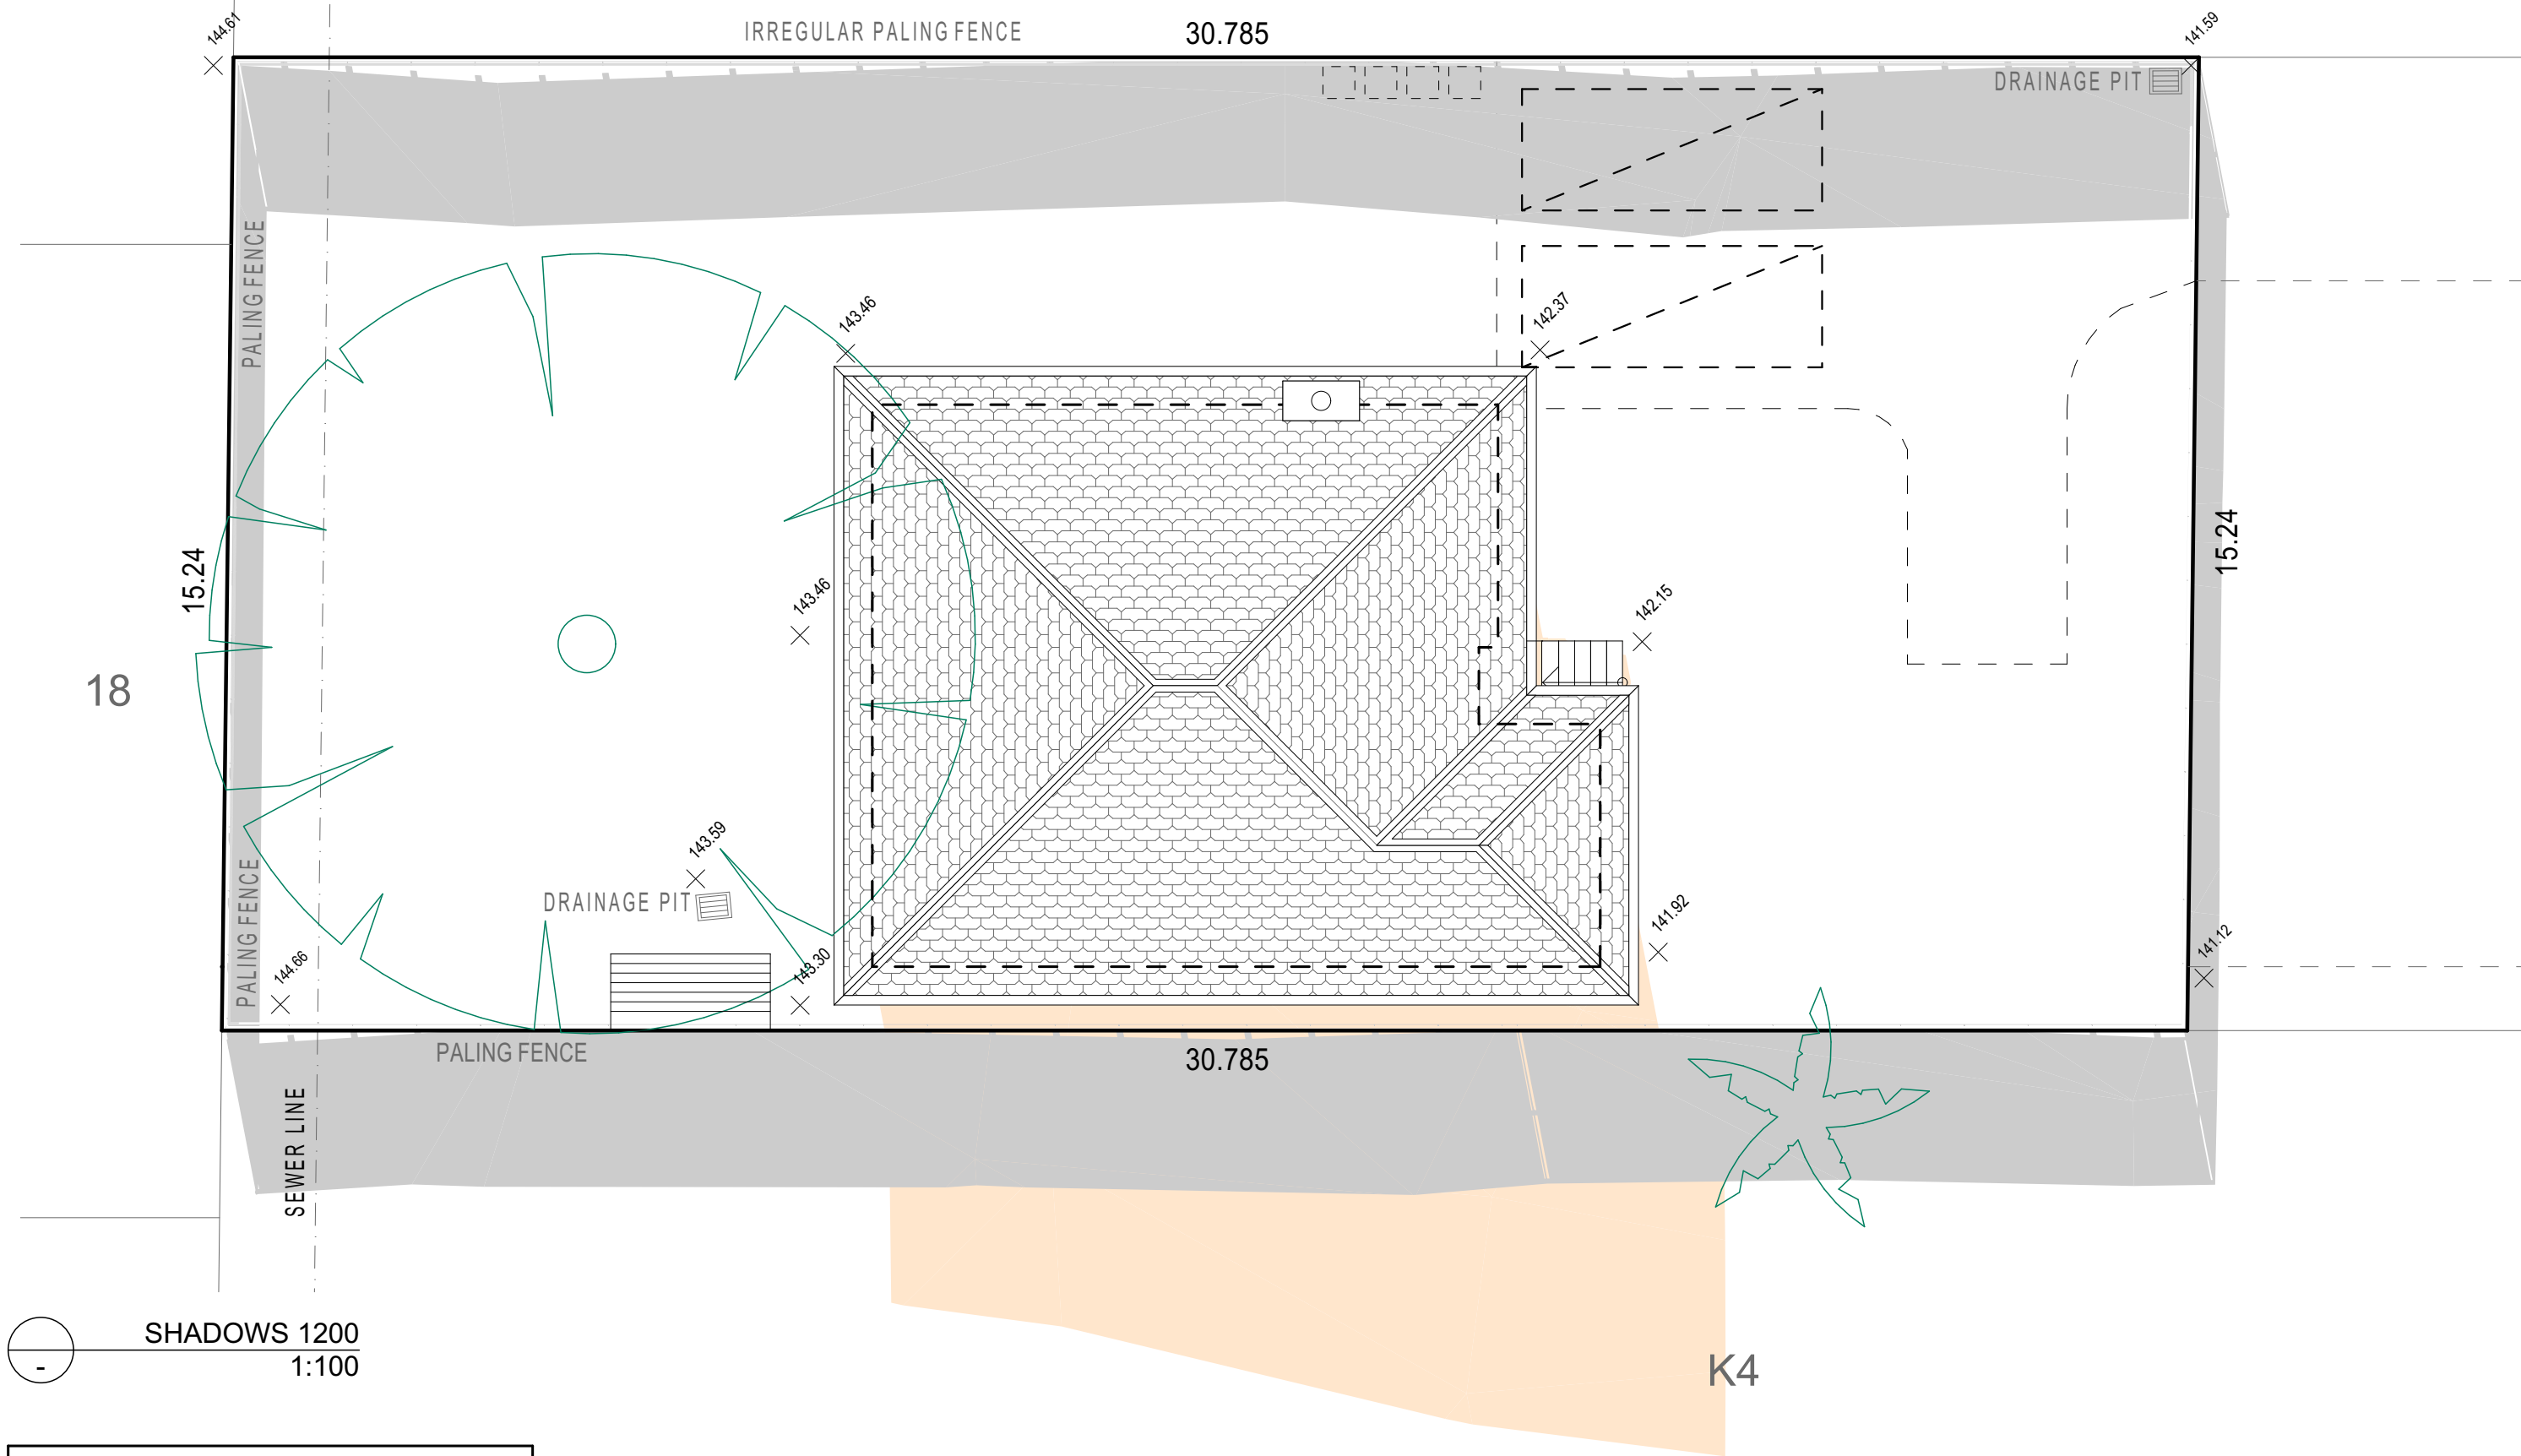 144.61
IRREGULAR PALING FENCE
30.785
141.59
DRAINAGE PIT
PALING FENCE
143.46
142.37
15.24
15.24
143.46
142.15
18
143.59
DRAINAGE PIT
PALING FENCE
144.66
143.30
141.92
141.12
PALING FENCE
30.785
SEWER LINE
SHADOWS 1200
-
1:100
K4